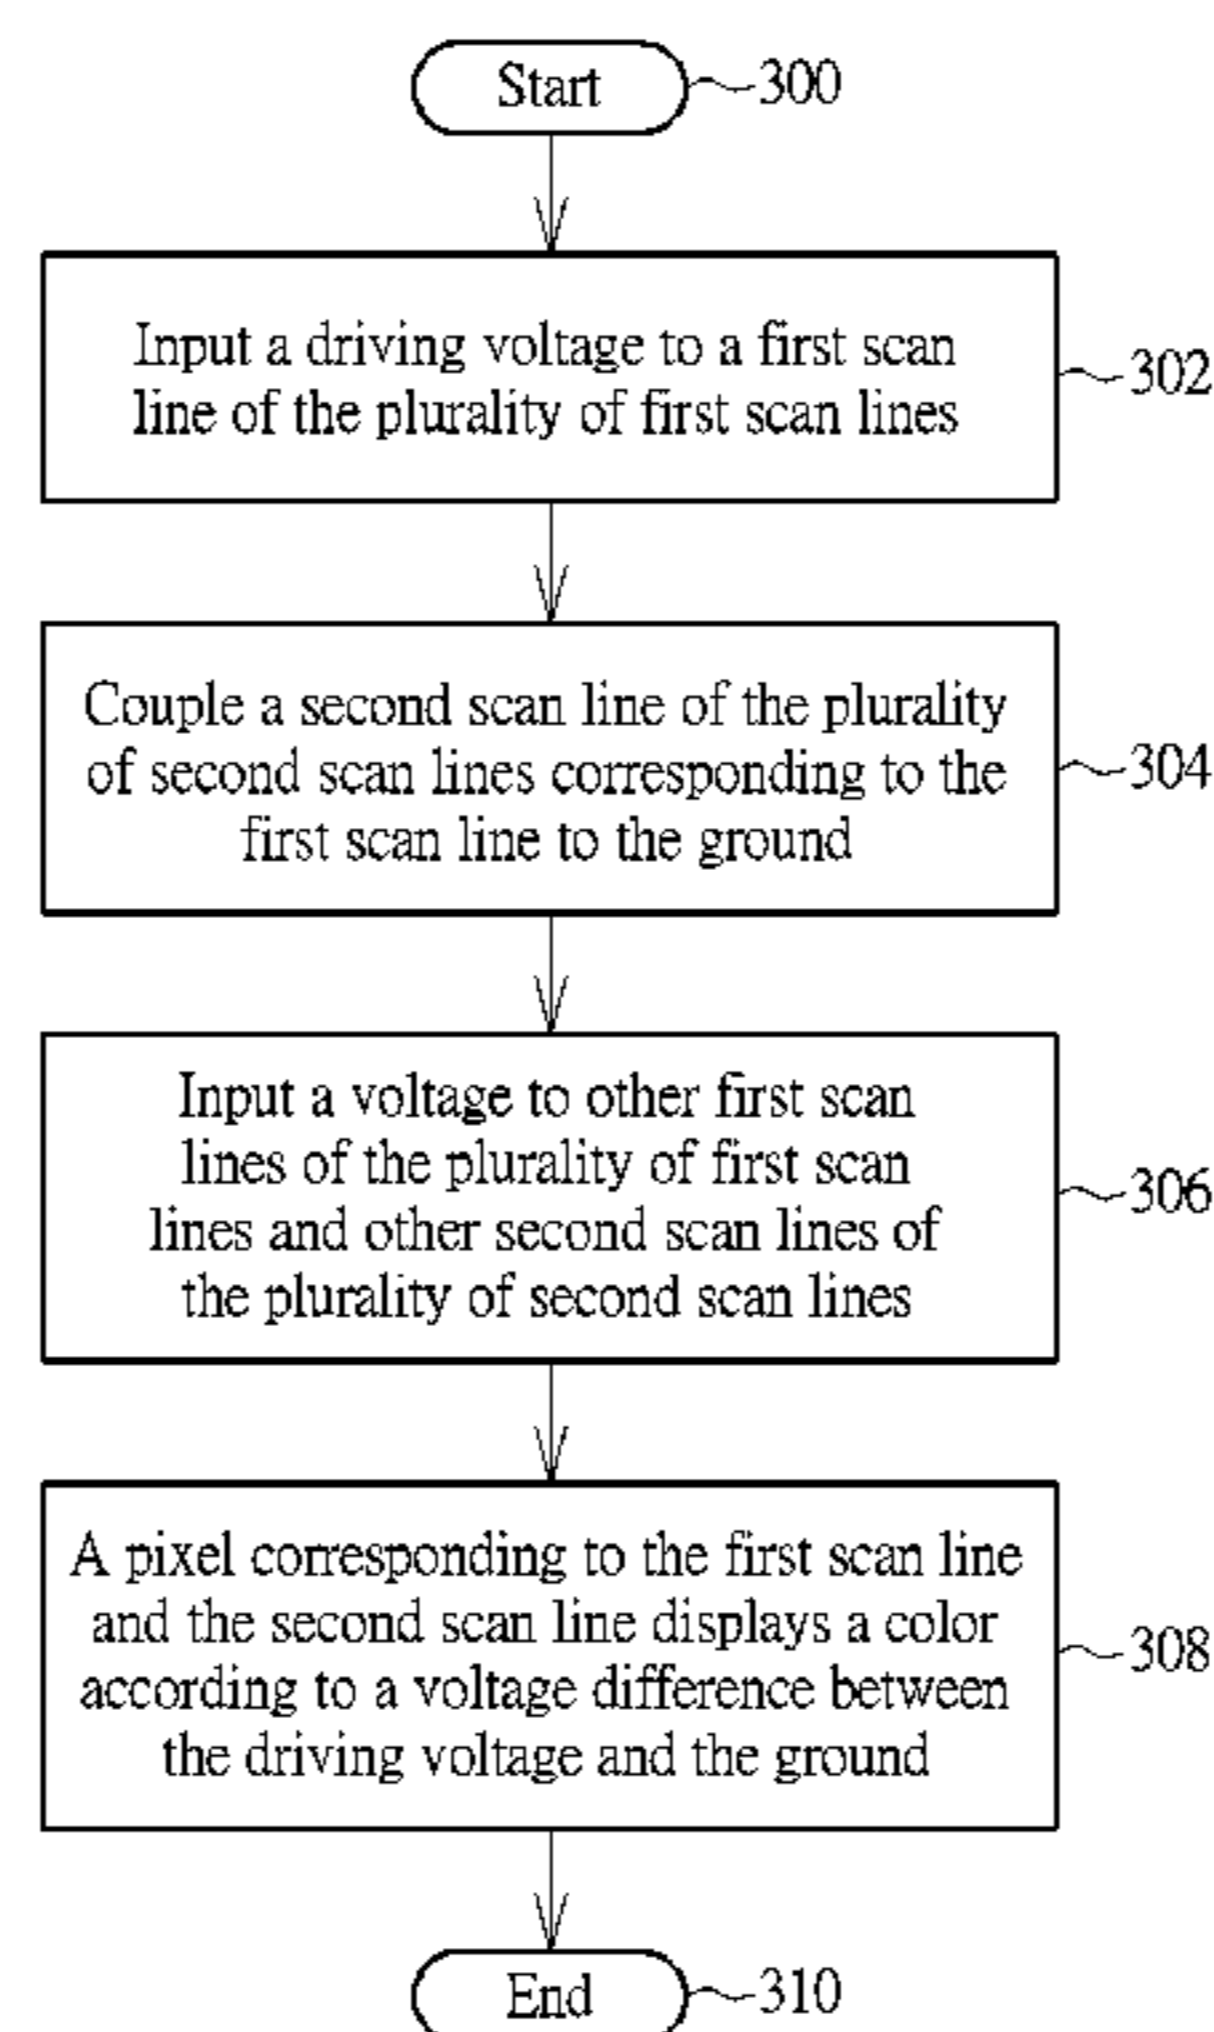 Start
300
Input a driving voltage to a first scan
line of the plurality of first scan lines
302
Couple a second scan line of the plurality
of second scan lines corresponding to the
first scan line to the ground
304
Input a voltage to other first scan
lines of the plurality of first scan
lines and other second scan lines of
the plurality of second scan lines
306
A pixel corresponding to the first scan line
and the second scan line displays a color
according to a voltage difference between
the driving voltage and the ground
308
End
310